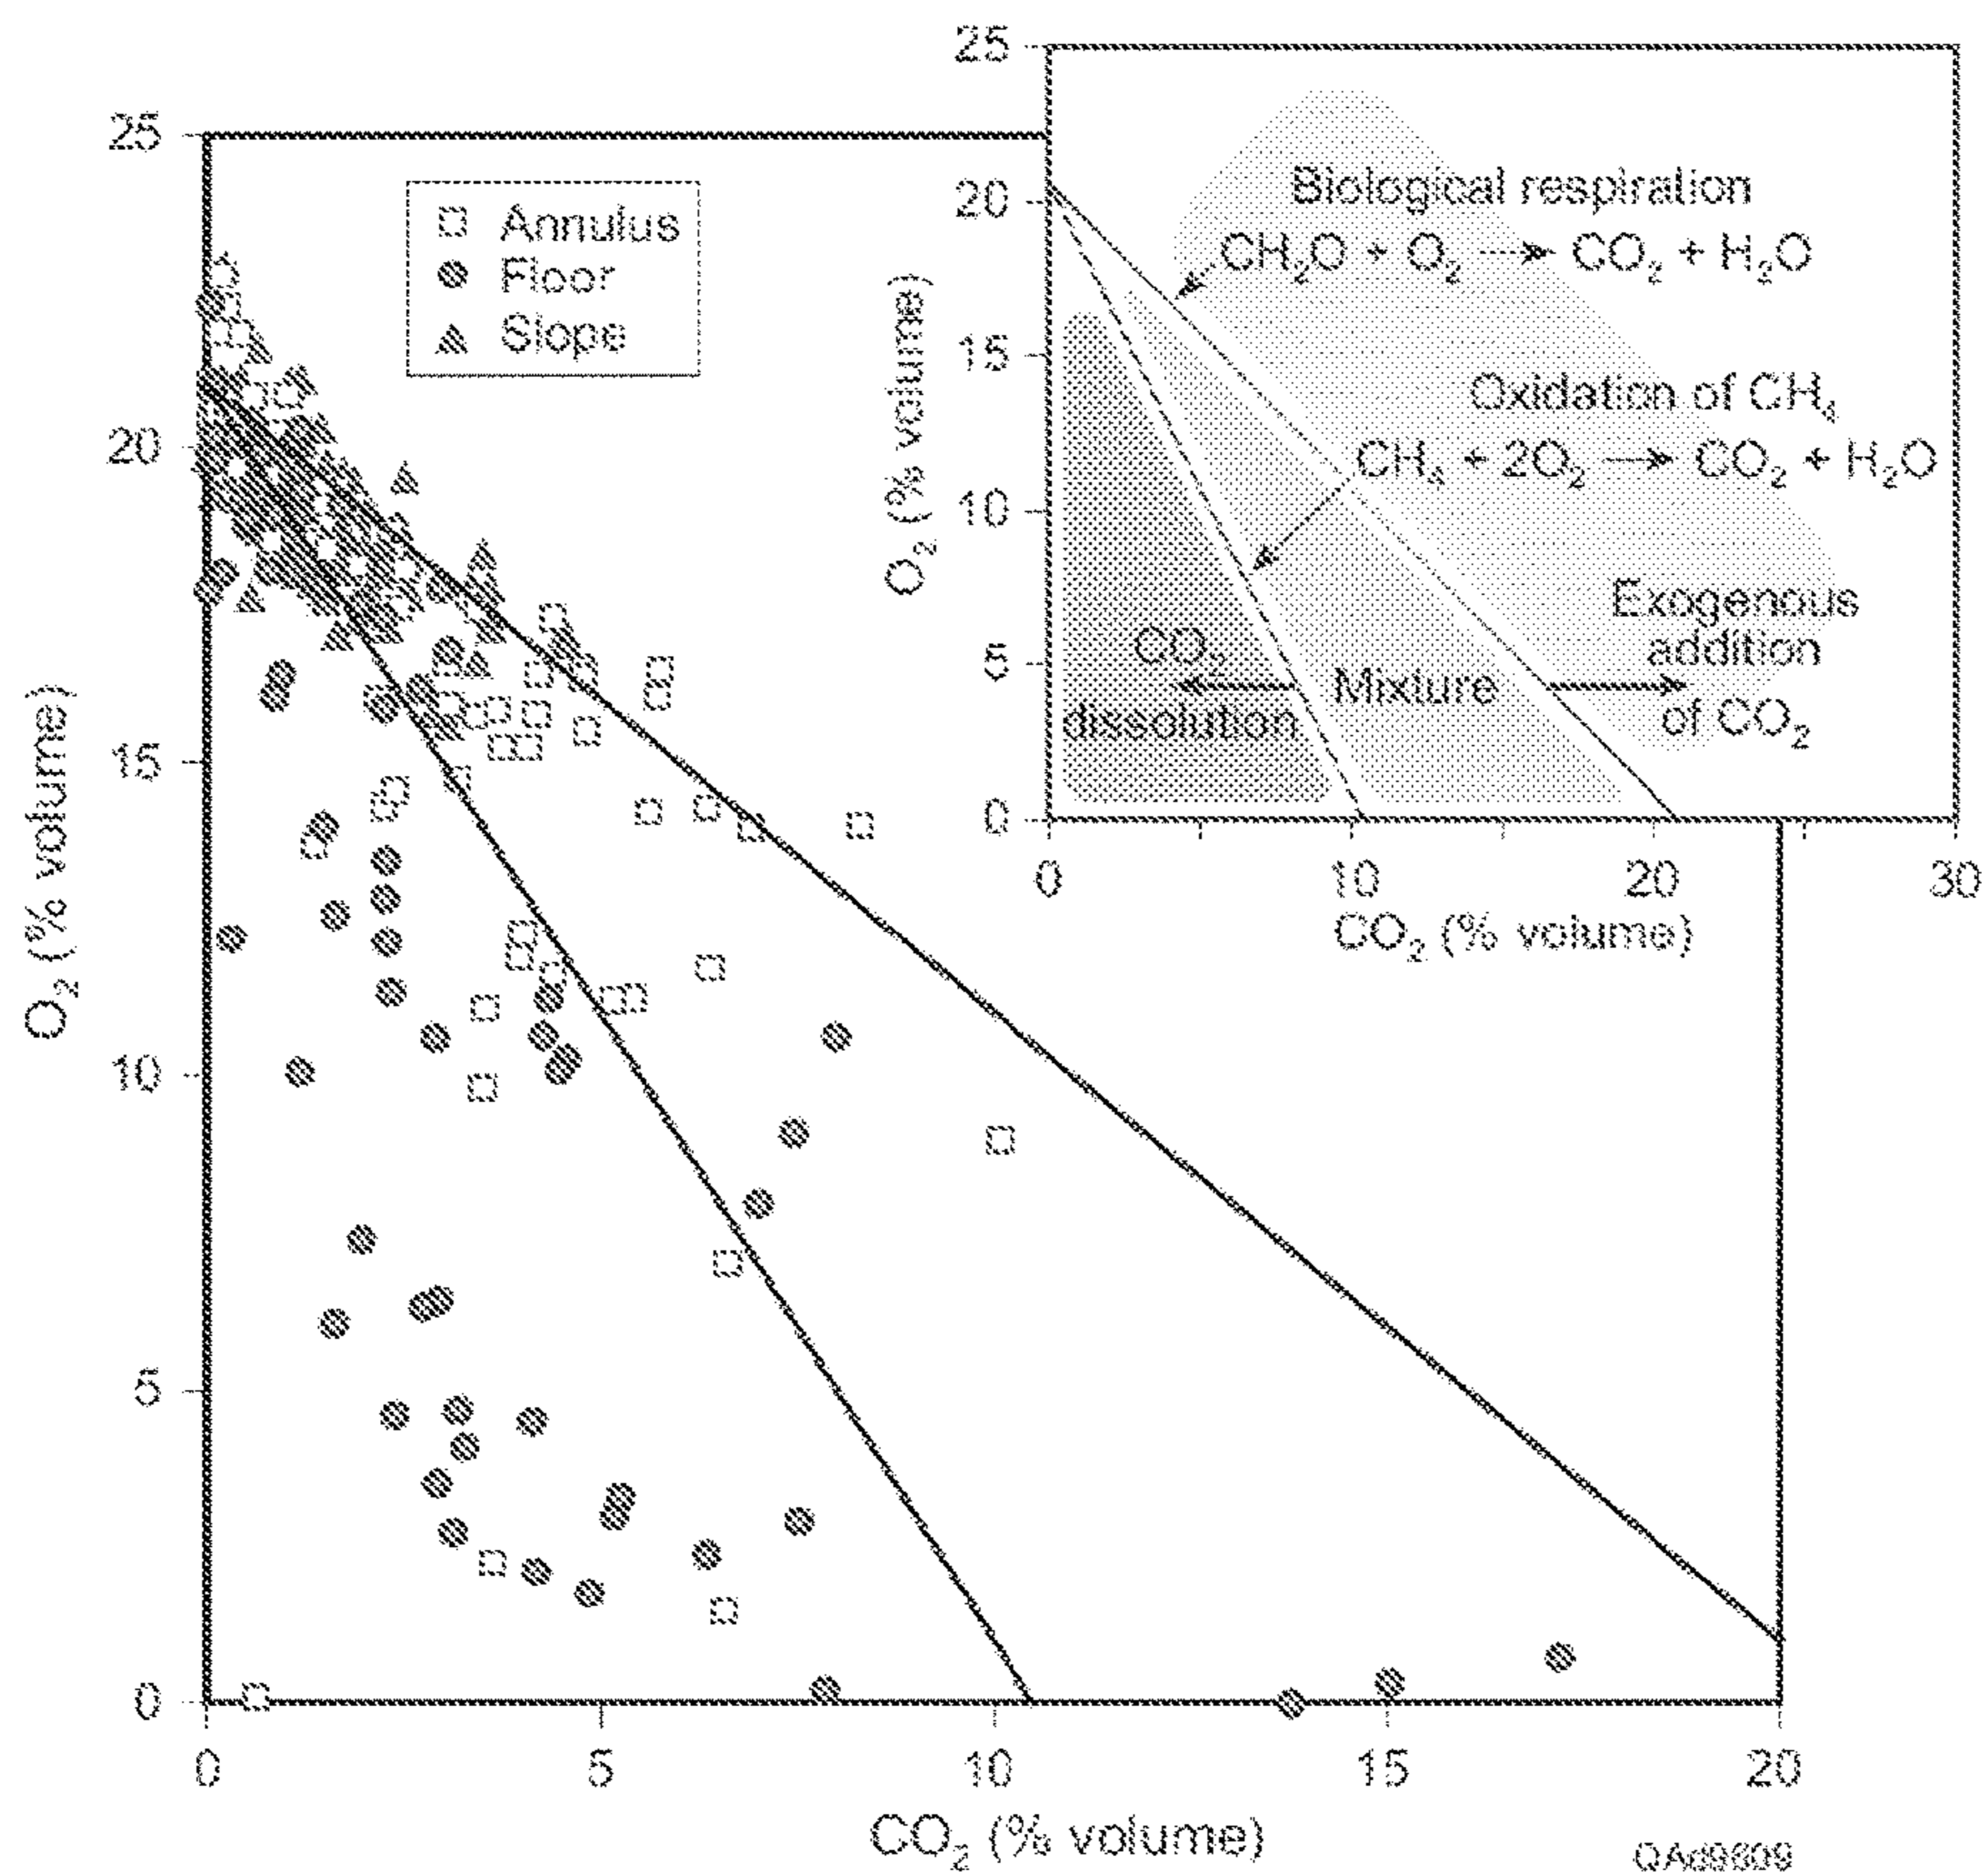 25
20
15
10
5
0
O₂ (% volume)
Annulus
Floor
Slope
0
5
10
15
20
CO₂ (% volume)
25
20
15
10
5
0
O₂ (% volume)
Biological respiration
CH₂O + O₂ → CO₂ + H₂O
Oxidation of CH₄
CH₄ + 2O₂ → CO₂ + H₂O
Exogenous
addition
of CO₂
CO₂
dissolution
Mixture
0
10
20
30
CO₂ (% volume)
QAd9809